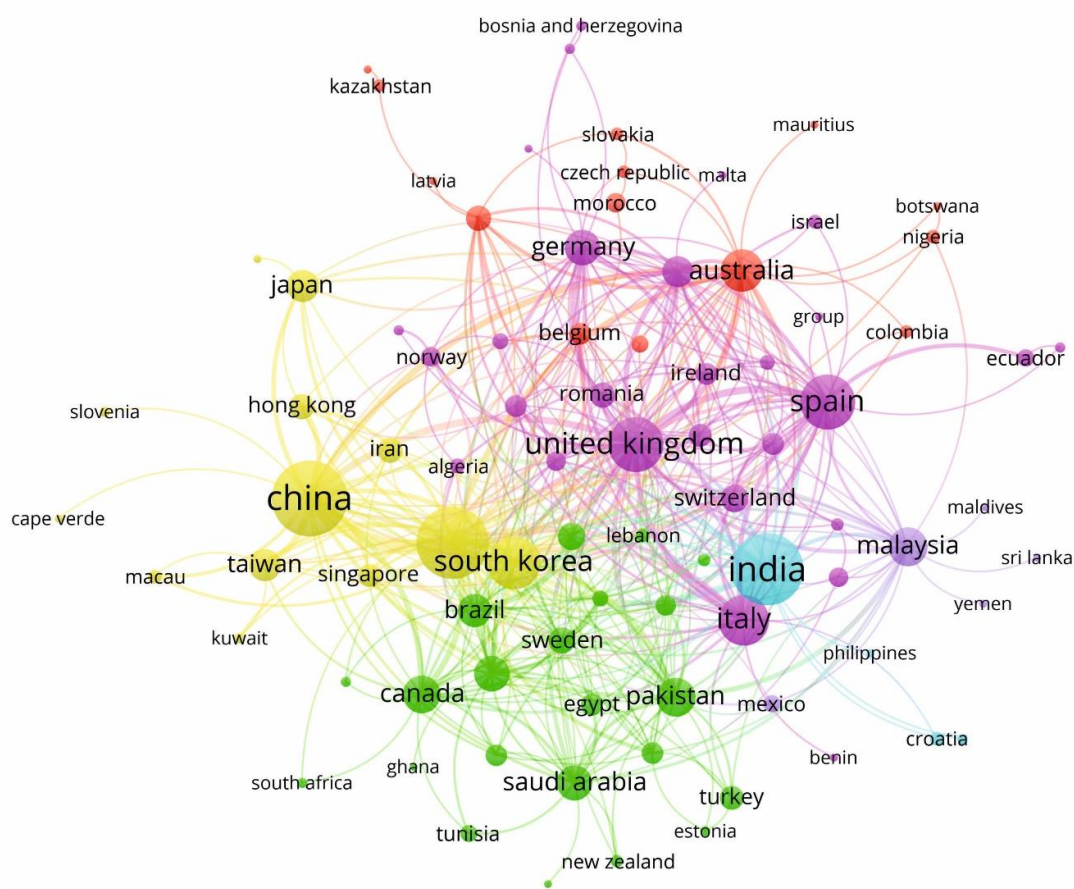 bosnia and herzegovina
kazakhstan
slovakia
mauritius
czech republic
malta
latvia
morocco
botswana
israel
nigeria
germany
australia
japan
group
belgium
colombia
norway
ecuador
ireland
romania
hong kong
spain
slovenia
united kingdom
iran
algeria
china
switzerland
maldives
cape verde
lebanon
malaysia
south korea
sri lanka
taiwan
india
singapore
macau
yemen
brazil
italy
kuwait
sweden
philippines
canada
pakistan
egypt
mexico
croatia
benin
ghana
south africa
saudi arabia
turkey
tunisia
estonia
new zealand